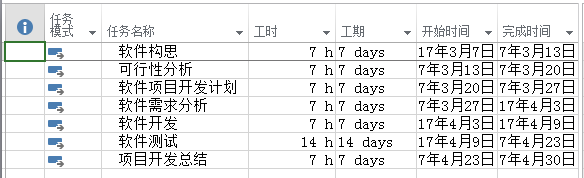 任务模式 任务名称 工时 工期 开始时间 完成时间
软件构思 7 h 7 days 17年3月7日 7年3月13日
可行性分析 7 h 7 days 7年3月13日 7年3月20日
软件项目开发计划 7 h 7 days 7年3月20日 7年3月27日
软件需求分析 7 h 7 days 7年3月27日 17年4月3日
软件开发 7 h 7 days 17年4月3日 17年4月9日
软件测试 14 h 14 days 17年4月9日 7年4月23日
项目开发总结 7 h 7 days 7年4月23日 7年4月30日